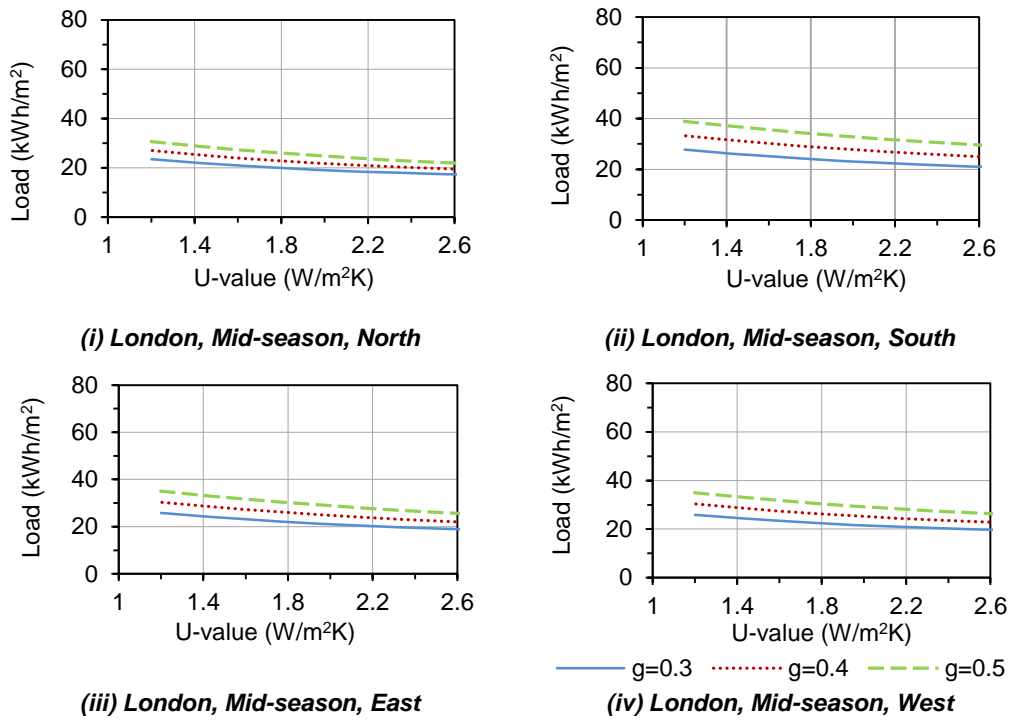 80
60
40
20
0
Load (kWh/m²)
1 1.4 1.8 2.2 2.6
U-value (W/m²K)
(i) London, Mid-season, North
80
60
40
20
0
Load (kWh/m²)
1 1.4 1.8 2.2 2.6
U-value (W/m²K)
(ii) London, Mid-season, South
80
60
40
20
0
Load (kWh/m²)
1 1.4 1.8 2.2 2.6
U-value (W/m²K)
(iii) London, Mid-season, East
80
60
40
20
0
Load (kWh/m²)
1 1.4 1.8 2.2 2.6
U-value (W/m²K)
g=0.3 g=0.4 g=0.5
(iv) London, Mid-season, West